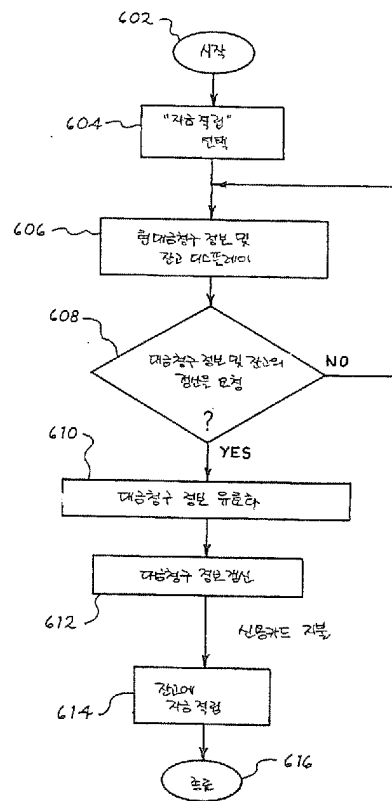 602
시작
604
"자금 적립"
선택
606
현 대금청구 정보 및
잔고 디스플레이
608
대금청구 정보 및 잔고의
갱신을 요청
?
NO
YES
610
대금청구 정보 유효화
대금청구 정보갱신
612
신용카드 지불
잔고에
자금 적립
614
종료
616